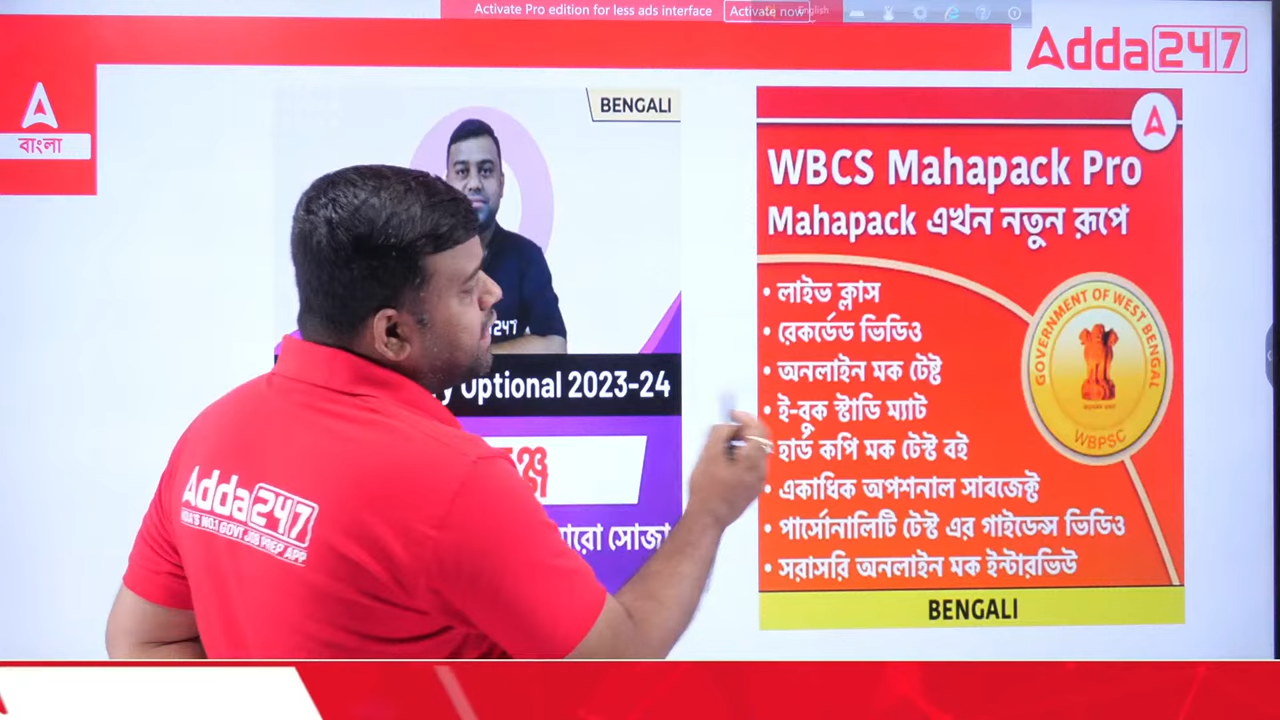 Activate Pro edition for less ads interface
Activate now
English
Adda247
বাংলা
BENGALI
247
Optional 2023-24
সোজা
WBCS Mahapack Pro
Mahapack এখন নতুন রূপে
• লাইভ ক্লাস
• রেকর্ডেড ভিডিও
• অনলাইন মক টেষ্ট
• ই-বুক স্টাডি ম্যাট
হার্ড কপি মক টেস্ট বই
• একাধিক অপশনাল সাবজেক্ট
• পার্সোনালিটি টেস্ট এর গাইডেন্স ভিডিও
• সরাসরি অনলাইন মক ইন্টারভিউ
GOVERNMENT OF WEST BENGAL
WBPSC
BENGALI
Adda247
INDIA'S NO.1 GOVT JOB PREP APP